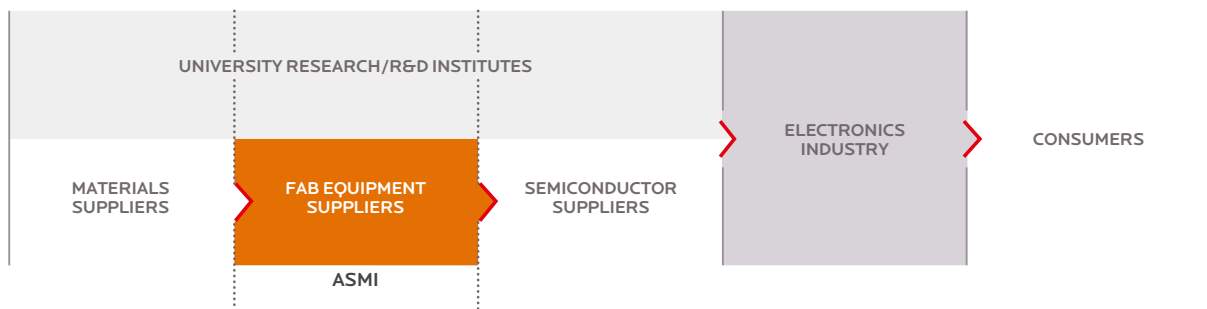 UNIVERSITY RESEARCH/R&D INSTITUTES
MATERIALS
SUPPLIERS
FAB EQUIPMENT
SUPPLIERS
SEMICONDUCTOR
SUPPLIERS
ELECTRONICS
INDUSTRY
CONSUMERS
ASMI